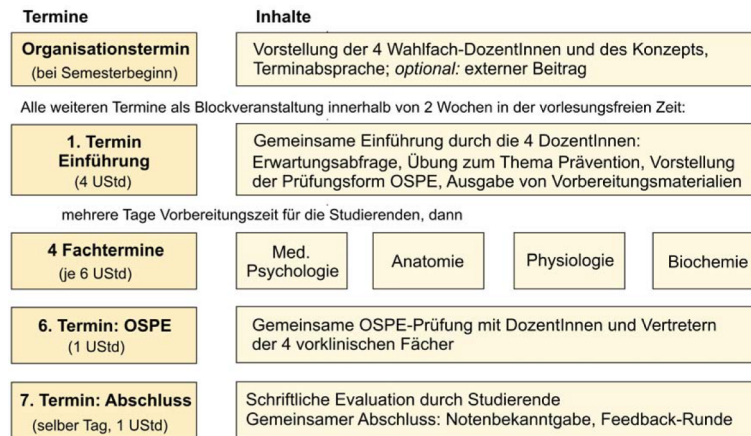 Termine
Inhalte
Organisationstermin
(bei Semesterbeginn)
Vorstellung der 4 Wahlfach-DozentInnen und des Konzepts,
Terminabsprache; optional: externer Beitrag
Alle weiteren Termine als Blockveranstaltung innerhalb von 2 Wochen in der vorlesungsfreien Zeit:
1. Termin
Einführung
(4 UStd)
Gemeinsame Einführung durch die 4 DozentInnen:
Erwartungsabfrage, Übung zum Thema Prävention, Vorstellung
der Prüfungsform OSPE, Ausgabe von Vorbereitungsmaterialien
mehrere Tage Vorbereitungszeit für die Studierenden, dann
4 Fachtermine
(je 6 UStd)
Med.
Psychologie
Anatomie
Physiologie
Biochemie
6. Termin: OSPE
(1 UStd)
Gemeinsame OSPE-Prüfung mit DozentInnen und Vertretern
der 4 vorklinischen Fächer
7. Termin: Abschluss
(selber Tag, 1 UStd)
Schriftliche Evaluation durch Studierende
Gemeinsamer Abschluss: Notenbekanntgabe, Feedback-Runde